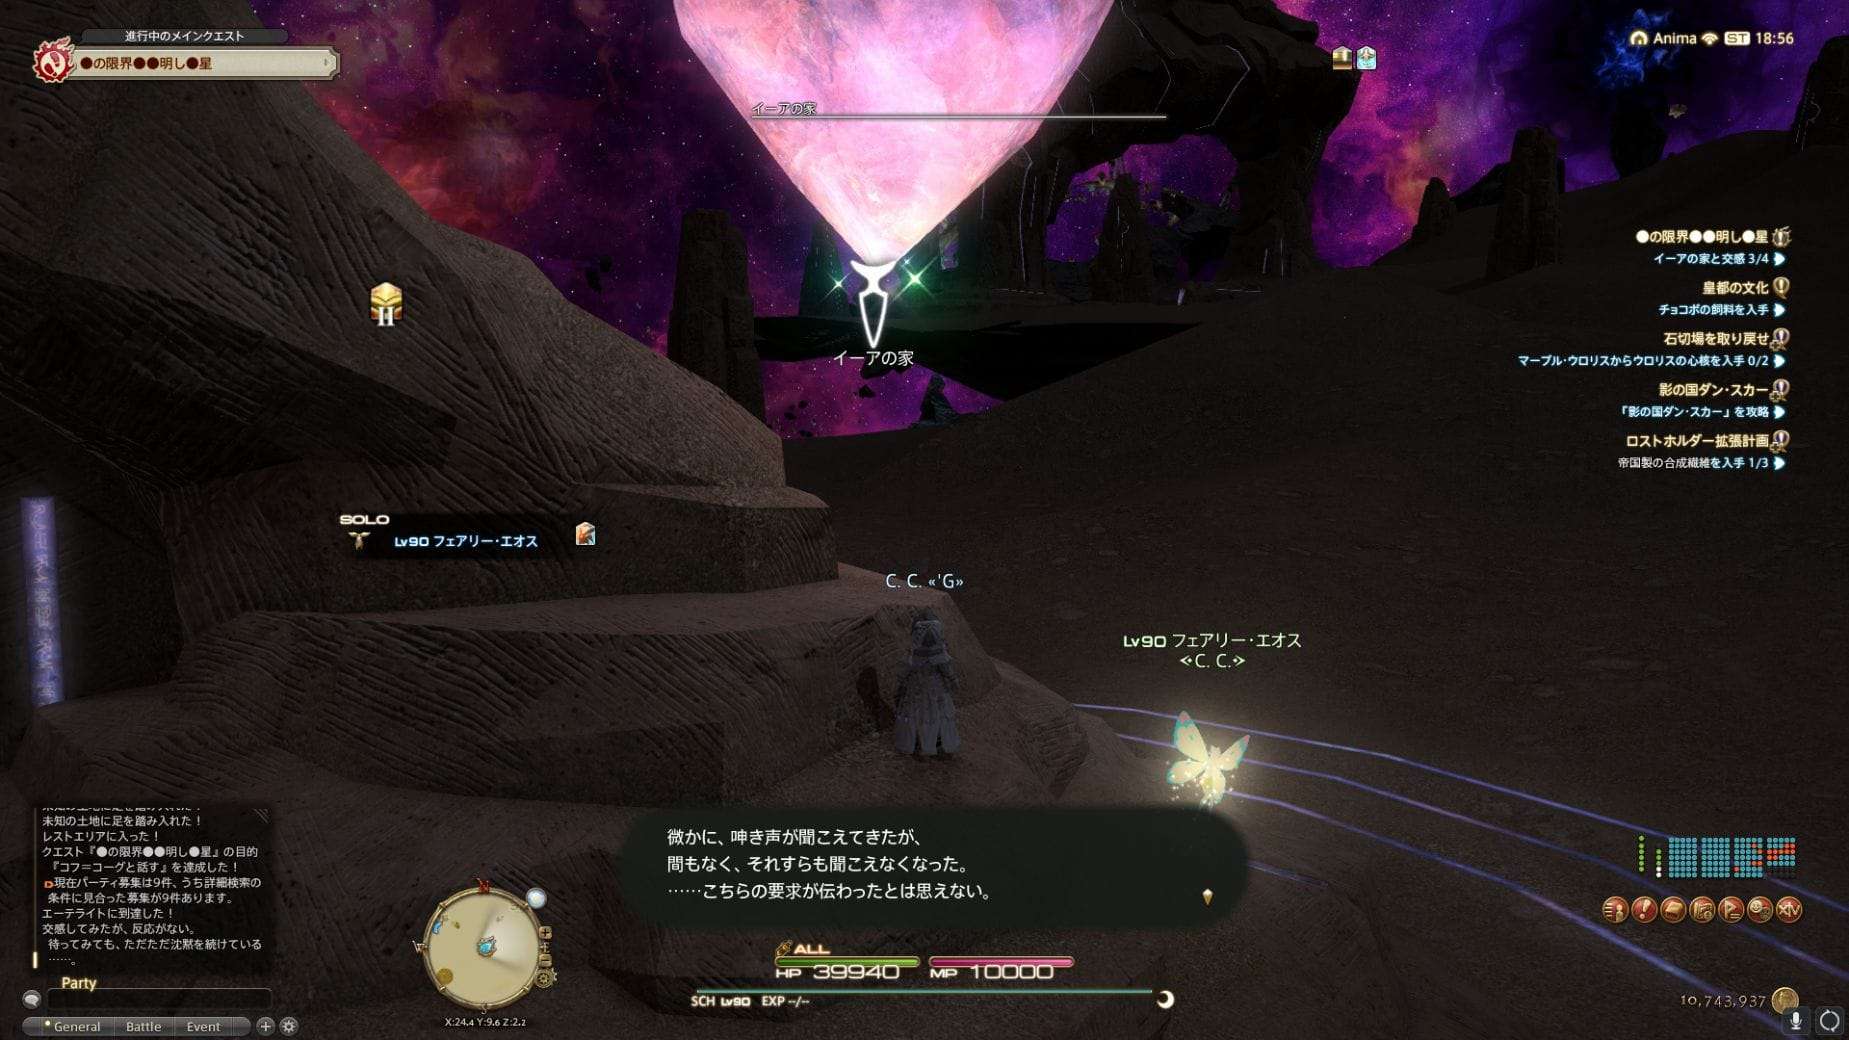 進行中のメインクエスト
●の限界●●明し●星
イーアの家
Anima ST 18:56
●の限界●●明し●星
イーアの家と交感 3/4
皇都の文化
チョコボの飼料を入手
石切場を取り戻せ
マーブル・ウロリスからウロリスの心核を入手 0/2
影の国ダン・スカー
「影の国ダン・スカー」を攻略
ロストホルダー拡張計画
帝国製の合成繊維を入手 1/3
II
イーアの家
SOLO
Lv90 フェアリー・エオス
C. C. «'G»
Lv90 フェアリー・エオス
C. C.
未知の土地に足を踏み入れた！
未知の土地に足を踏み入れた！
レストエリアに入った！
クエスト『●の限界●●明し●星』の目的
『コフ＝コーグと話す』を達成した！
現在パーティ募集は9件、うち詳細検索の
条件に見合った募集が9件あります。
エーテライトに到達した！
交感してみたが、反応がない。
待ってみても、ただただ沈黙を続けている
……。
微かに、呻き声が聞こえてきたが、
間もなく、それすらも聞こえなくなった。
……こちらの要求が伝わったとは思えない。
N
W
X:24.4 Y:9.6 Z:2.2
ALL
HP 39940 MP 10000
SCH Lv90 EXP --/--
Party
General Battle Event
XIV
10,743,937